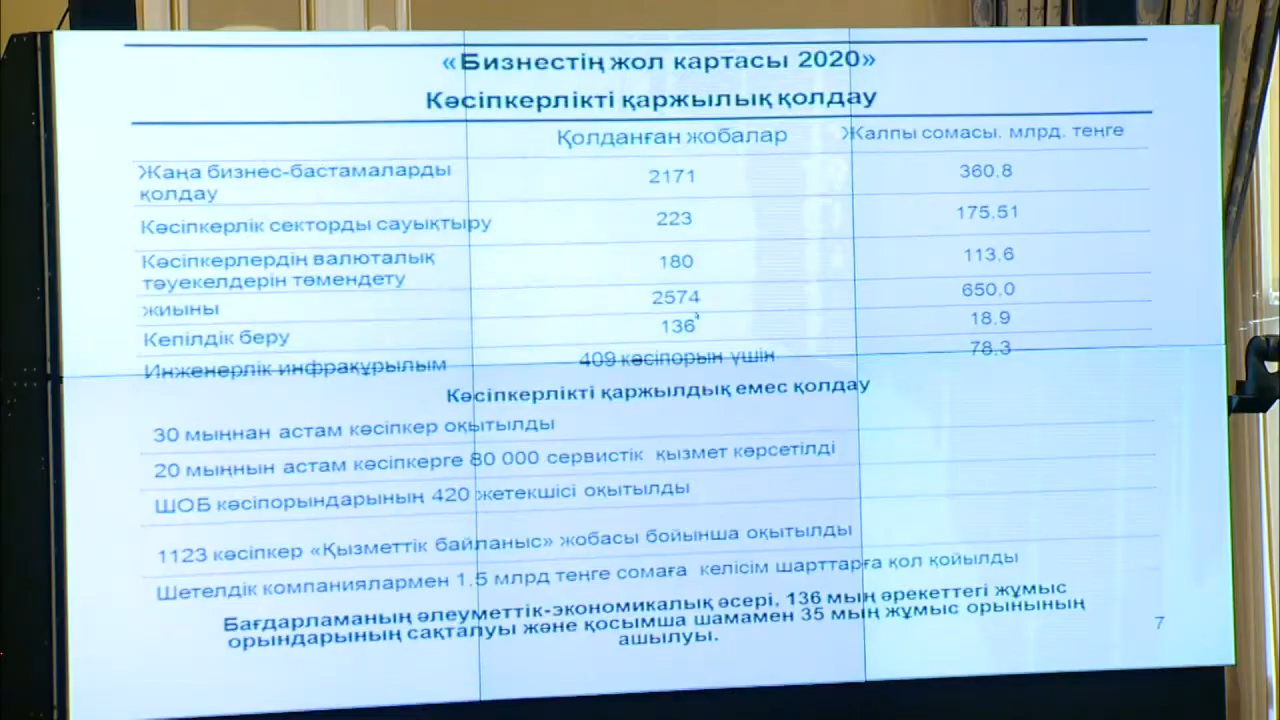 «Бизнестің жол картасы 2020»
Кәсіпкерлікті қаржылық қолдау
Қолданған жобалар Жалпы сомасы. млрд. теңге
Жаңа бизнес-бастамаларды
қолдау 2171 360.8
Кәсіпкерлік секторды сауықтыру 223 175.51
Кәсіпкерлердің валюталық
тәуекелдерін төмендету 180 113.6
жиыны 2574 650.0
Кепілдік беру 136 18.9
Инженерлік инфрақұрылым 409 кәсіпорын үшін 78.3
Кәсіпкерлікті қаржылдық емес қолдау
30 мыңнан астам кәсіпкер оқытылды
20 мыңнын астам кәсіпкерге 80 000 сервистік қызмет көрсетілді
ШОБ кәсіпорындарының 420 жетекшісі оқытылды
1123 кәсіпкер «Қызметтік байланыс» жобасы бойынша оқытылды
Шетелдік компаниялармен 1.5 млрд теңге сомаға келісім шарттарға қол қойылды
Бағдарламаның әлеуметтік-экономикалық әсері, 136 мың әрекеттегі жұмыс
орындарының сақталуы және қосымша шамамен 35 мың жұмыс орынының
ашылуы.
7